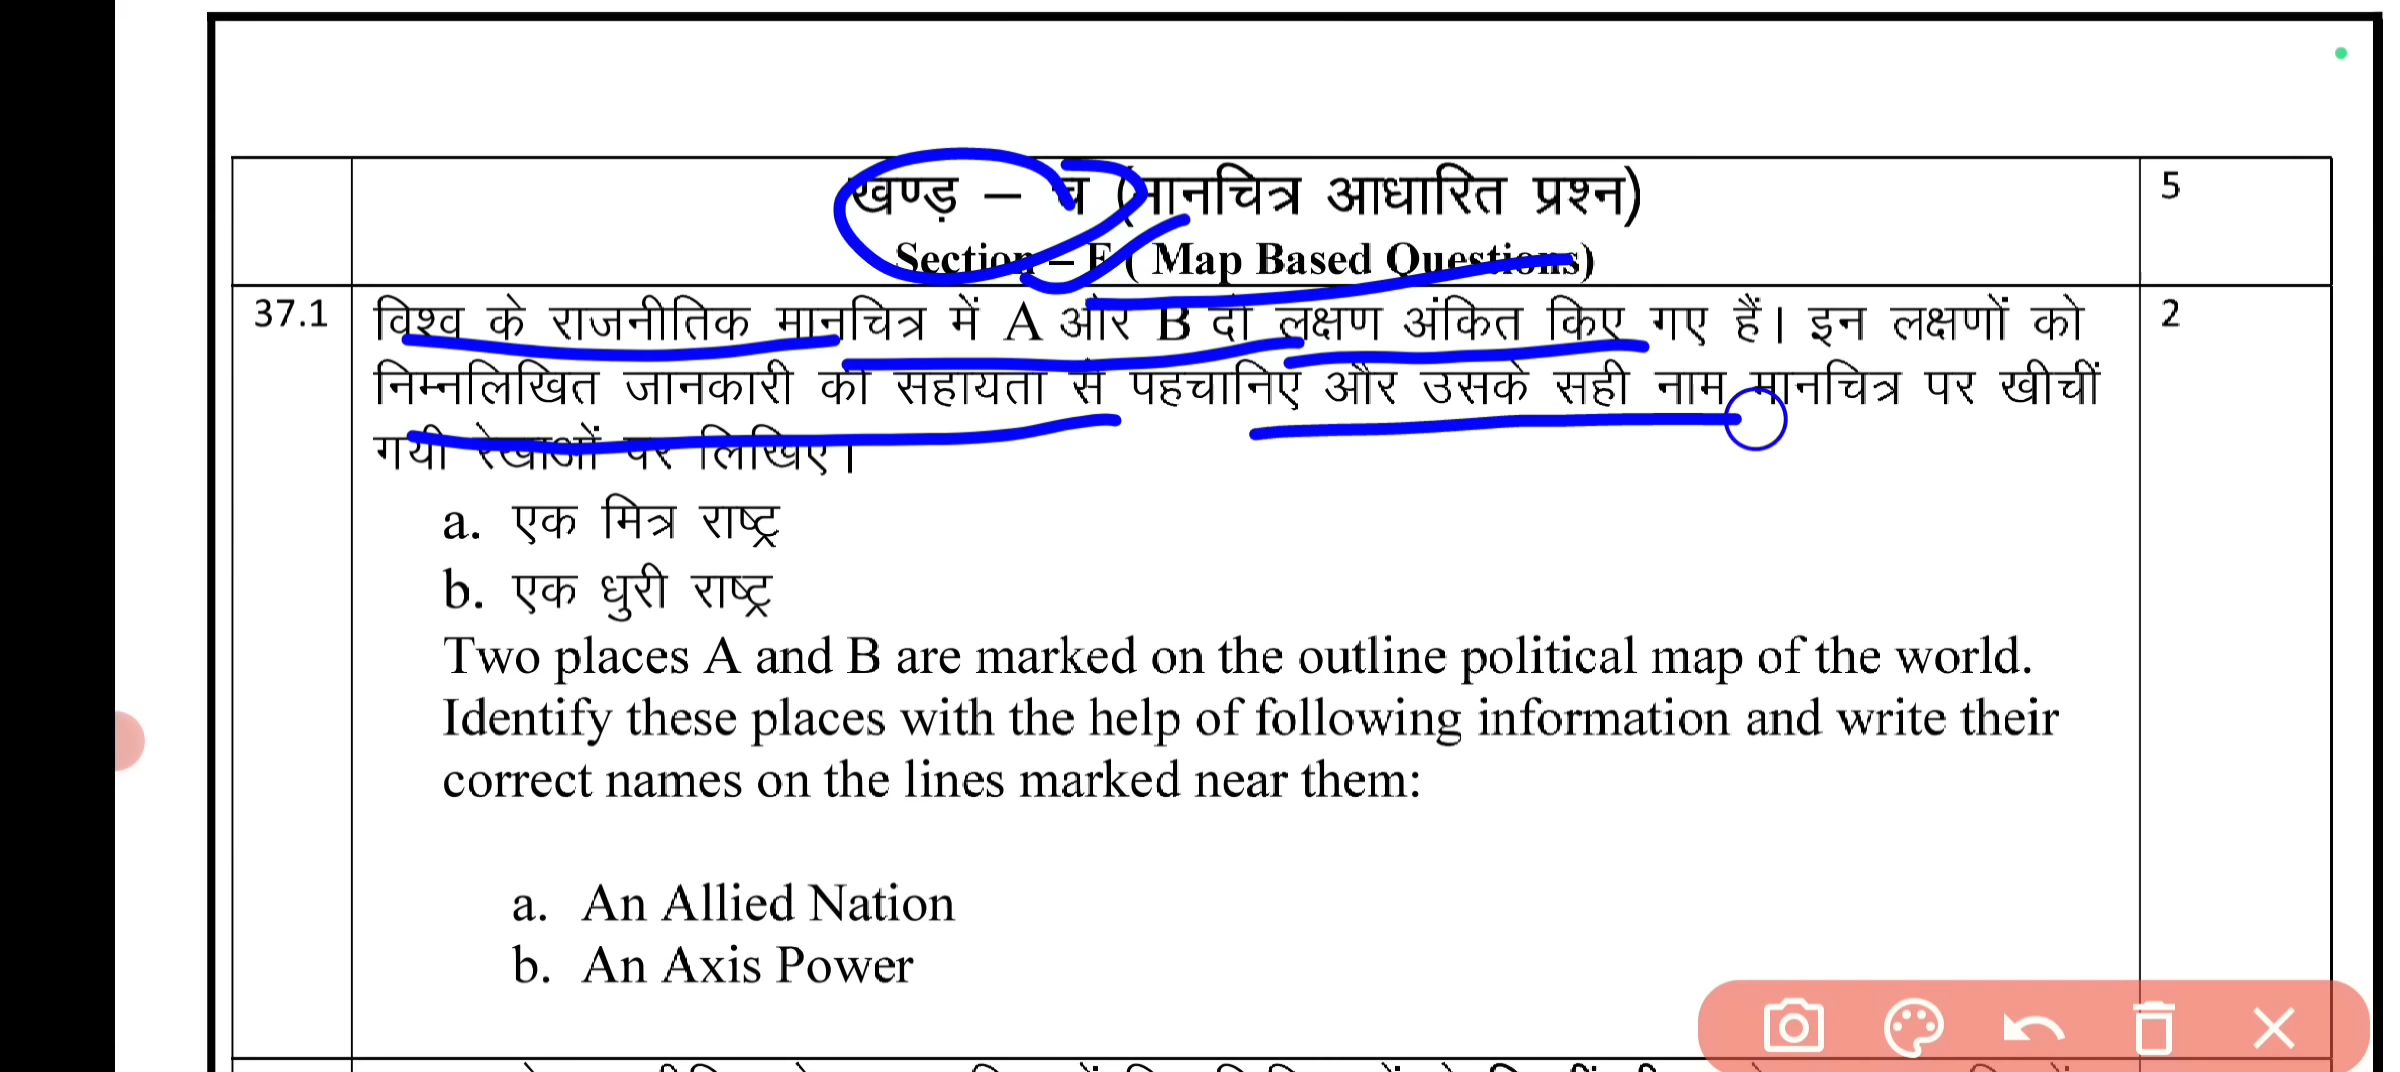 खण्ड़ – च (मानचित्र आधारित प्रश्न)
5
Section – F ( Map Based Questions)
37.1 विश्व के राजनीतिक मानचित्र में A और B दो लक्षण अंकित किए गए हैं। इन लक्षणों को 2
निम्नलिखित जानकारी की सहायता से पहचानिए और उसके सही नाम मानचित्र पर खीचीं
गयी रेखाओं पर लिखिए।
a. एक मित्र राष्ट्र
b. एक धुरी राष्ट्र
Two places A and B are marked on the outline political map of the world.
Identify these places with the help of following information and write their
correct names on the lines marked near them:
a. An Allied Nation
b. An Axis Power